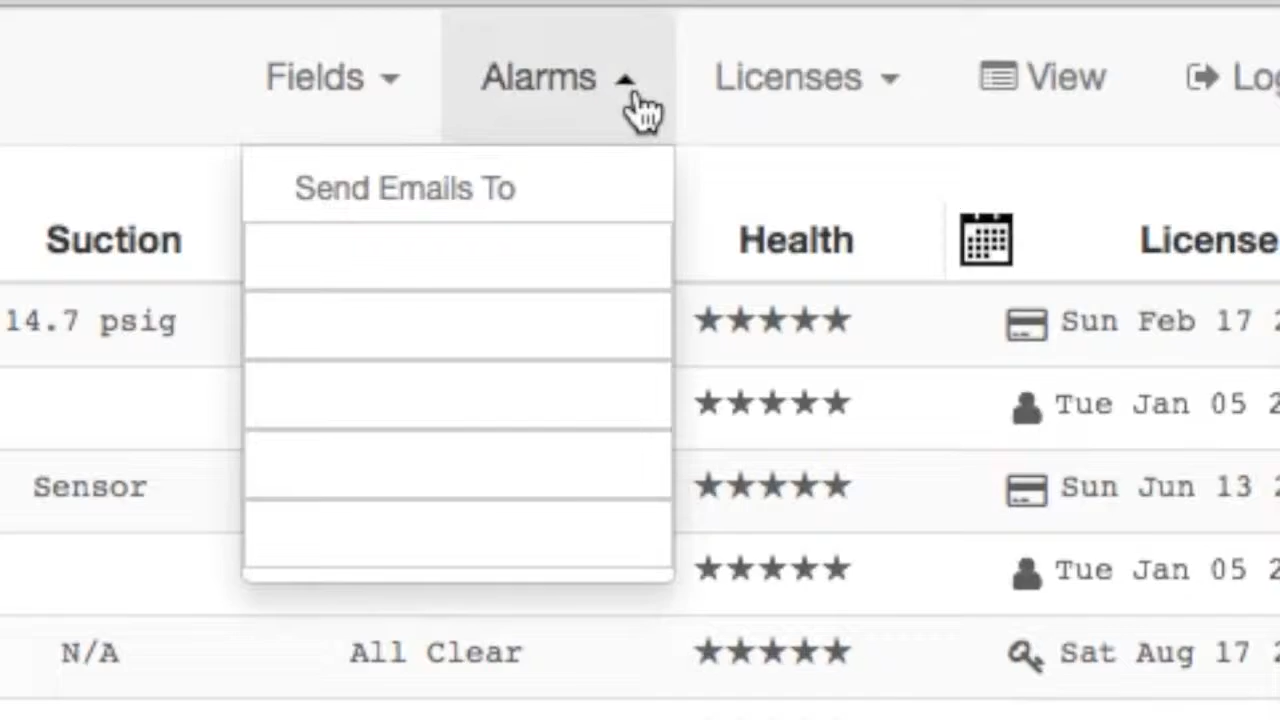 Fields Alarms Licenses View
Send Emails To
Suction Health License
14.7 psig ★★★★★ Sun Feb 17
★★★★★ Tue Jan 05
Sensor ★★★★★ Sun Jun 13
★★★★★ Tue Jan 05
N/A All Clear ★★★★★ Sat Aug 17